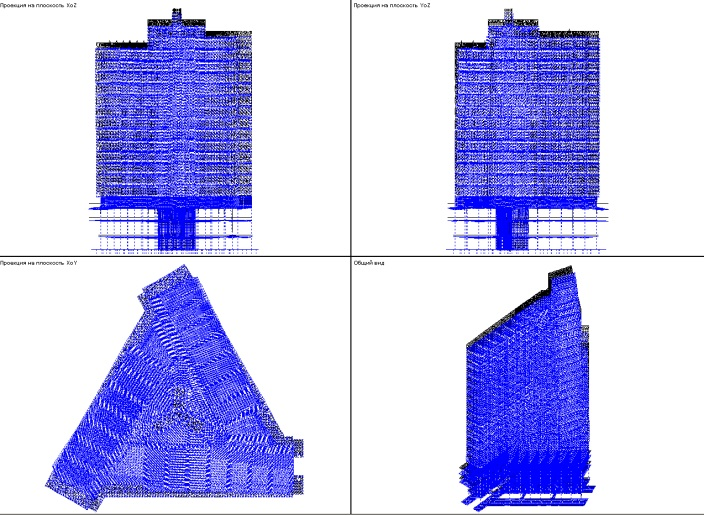 Проекция на плоскость XoZ
Проекция на плоскость YoZ
Проекция на плоскость XoY
Общий вид